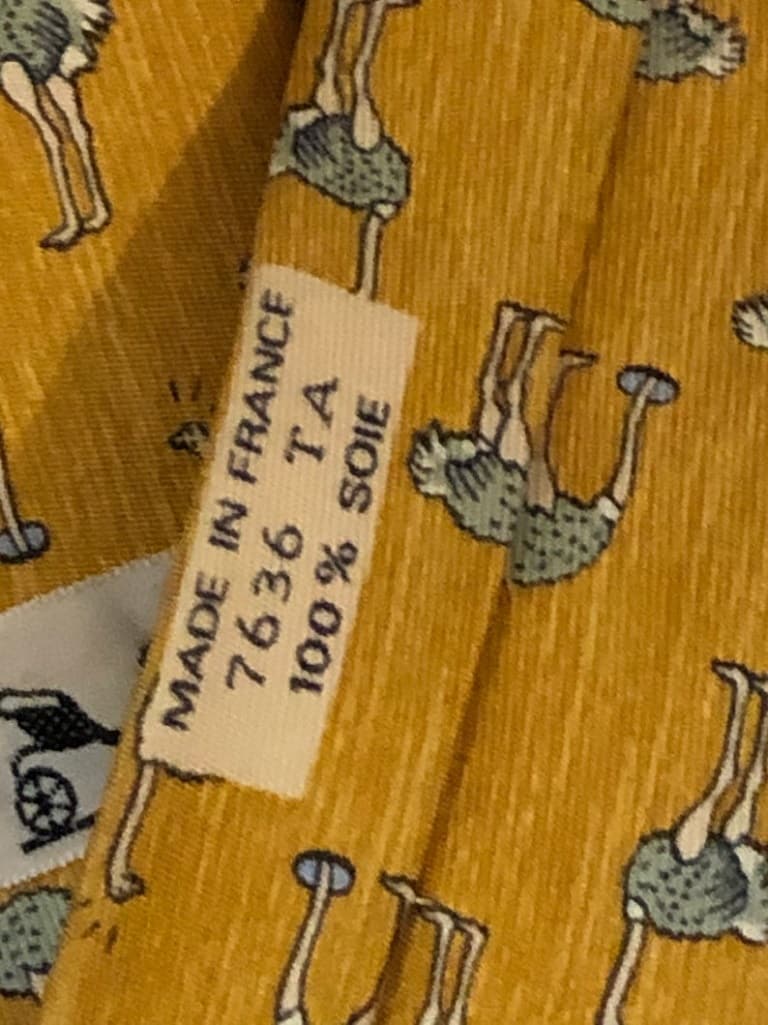 MADE IN FRANCE
7636 TA
100% SOIE